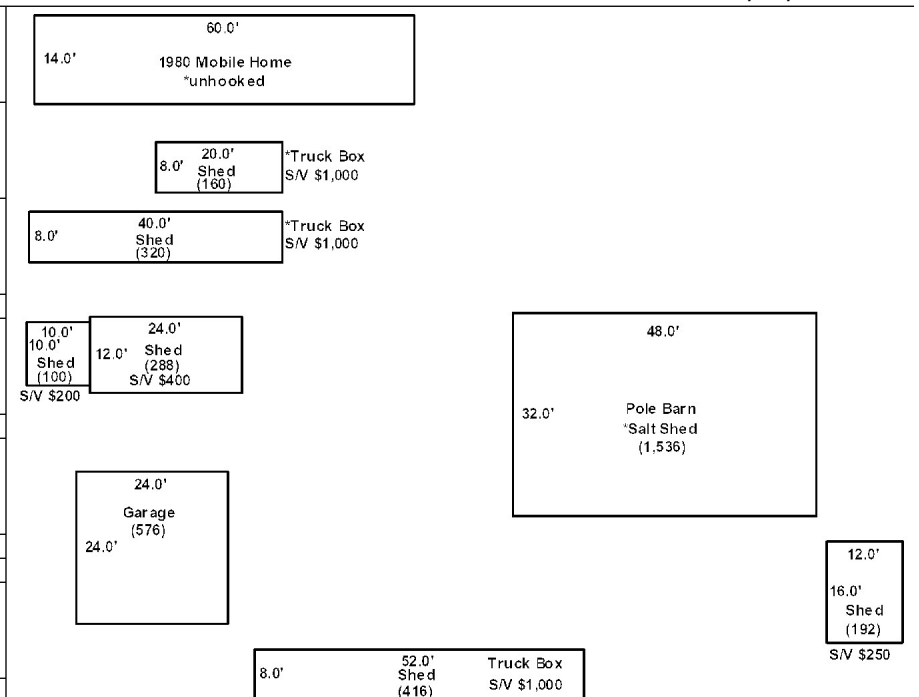 60.0'
14.0'
1980 Mobile Home
*unhooked
20.0'
8.0'
Shed
(160)
*Truck Box
S/V $1,000
40.0'
8.0'
Shed
(320)
*Truck Box
S/V $1,000
10.0'
10.0'
Shed
(100)
S/V $200
24.0'
12.0'
Shed
(288)
S/V $400
48.0'
32.0'
Pole Barn
*Salt Shed
(1,536)
24.0'
Garage
(576)
24.0'
12.0'
16.0'
Shed
(192)
S/V $250
52.0'
8.0'
Shed
(416)
Truck Box
S/V $1,000